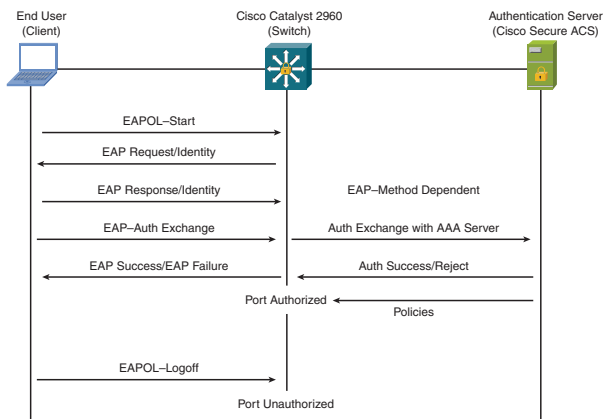 End User
(Client)
Cisco Catalyst 2960
(Switch)
Authentication Server
(Cisco Secure ACS)
EAPOL–Start
EAP Request/Identity
EAP Response/Identity
EAP–Method Dependent
EAP–Auth Exchange
Auth Exchange with AAA Server
EAP Success/EAP Failure
Auth Success/Reject
Port Authorized
Policies
EAPOL–Logoff
Port Unauthorized